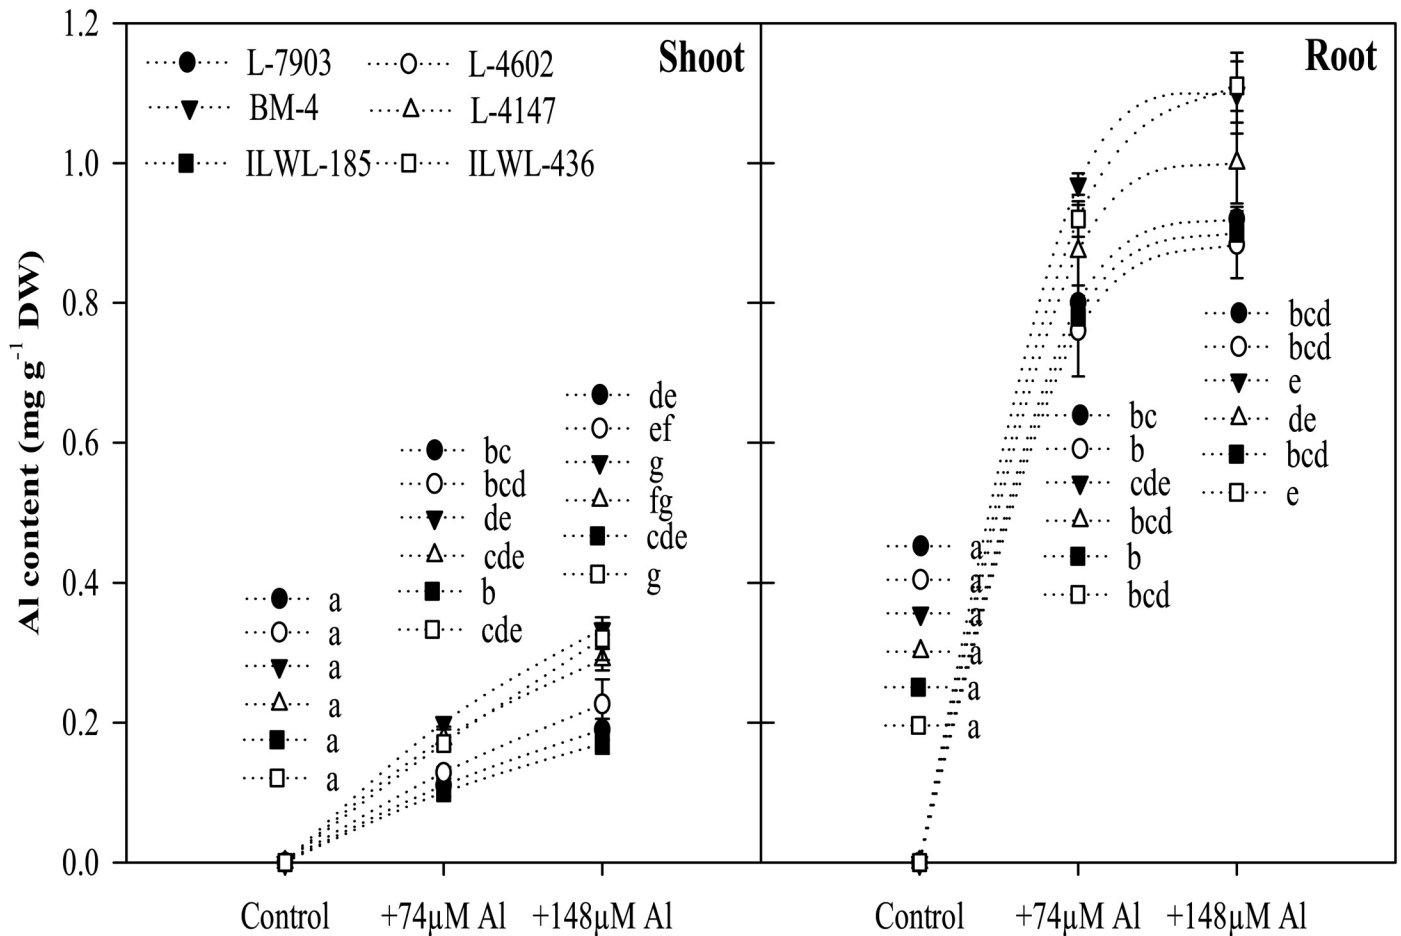 1.2
1.0
0.8
0.6
0.4
0.2
0.0
Al content (mg g-1 DW)
Shoot
L-7903 L-4602
BM-4 L-4147
ILWL-185 ILWL-436
a
a
a
a
a
a
bc
bcd
de
cde
b
cde
de
ef
g
fg
cde
g
Control +74µM Al +148µM Al
Root
a
a
a
a
a
a
bc
b
cde
bcd
b
bcd
bcd
bcd
e
de
bcd
e
Control +74µM Al +148µM Al